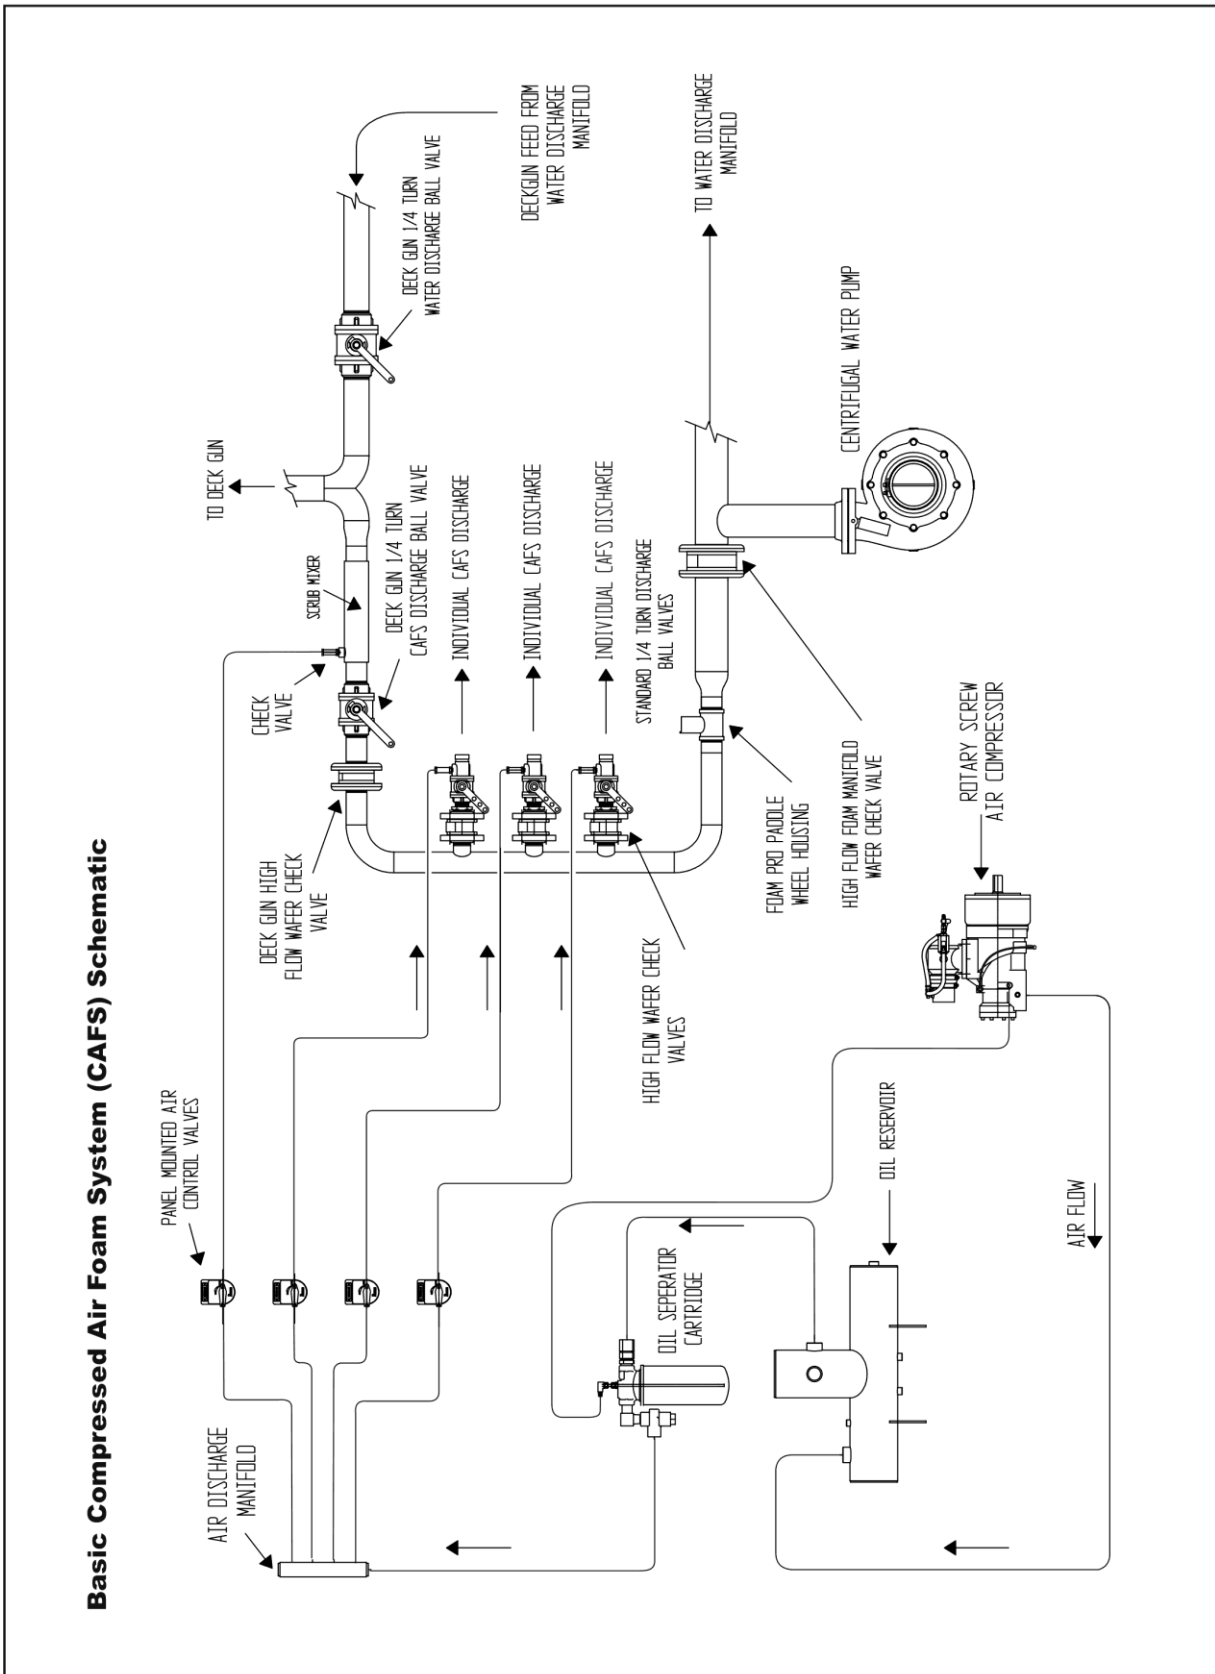 Basic Compressed Air Foam System (CAFS) Schematic
AIR DISCHARGE
MANIFOLD
PANEL MOUNTED AIR
CONTROL VALVES
DECK GUN HIGH
FLOW WAFER CHECK
VALVE
CHECK
VALVE
SCRUB MIXER
TO DECK GUN
DECK GUN 1/4 TURN
CAFS DISCHARGE BALL VALVE
DECK GUN 1/4 TURN
WATER DISCHARGE BALL VALVE
DECKGUN FEED FROM
WATER DISCHARGE
MANIFOLD
INDIVIDUAL CAFS DISCHARGE
INDIVIDUAL CAFS DISCHARGE
INDIVIDUAL CAFS DISCHARGE
STANDARD 1/4 TURN DISCHARGE
BALL VALVES
TO WATER DISCHARGE
MANIFOLD
HIGH FLOW WAFER CHECK
VALVES
FOAM PRO PADDLE
WHEEL HOUSING
HIGH FLOW FOAM MANIFOLD
WAFER CHECK VALVE
CENTRIFUGAL WATER PUMP
OIL SEPERATOR
CARTRIDGE
OIL RESERVOIR
ROTARY SCREW
AIR COMPRESSOR
AIR FLOW